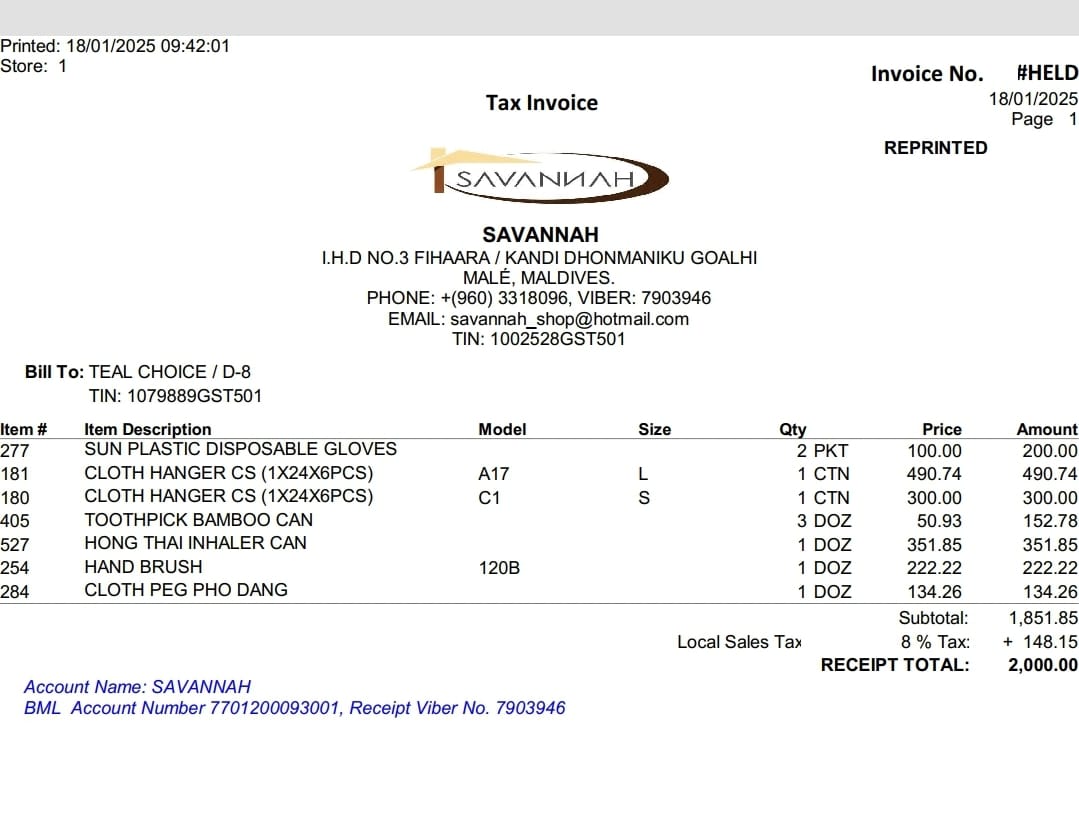 Printed: 18/01/2025 09:42:01
Store: 1
Invoice No. #HELD
18/01/2025
Page 1
Tax Invoice
REPRINTED
SAVANNAH
SAVANNAH
I.H.D NO.3 FIHAARA / KANDI DHONMANIKU GOALHI
MALÉ, MALDIVES.
PHONE: +(960) 3318096, VIBER: 7903946
EMAIL: savannah_shop@hotmail.com
TIN: 1002528GST501
Bill To: TEAL CHOICE / D-8
TIN: 1079889GST501
Item # Item Description Model Size Qty Price Amount
277 SUN PLASTIC DISPOSABLE GLOVES 2 PKT 100.00 200.00
181 CLOTH HANGER CS (1X24X6PCS) A17 L 1 CTN 490.74 490.74
180 CLOTH HANGER CS (1X24X6PCS) C1 S 1 CTN 300.00 300.00
405 TOOTHPICK BAMBOO CAN 3 DOZ 50.93 152.78
527 HONG THAI INHALER CAN 1 DOZ 351.85 351.85
254 HAND BRUSH 120B 1 DOZ 222.22 222.22
284 CLOTH PEG PHO DANG 1 DOZ 134.26 134.26
Subtotal: 1,851.85
Local Sales Tax 8 % Tax: + 148.15
RECEIPT TOTAL: 2,000.00
Account Name: SAVANNAH
BML Account Number 7701200093001, Receipt Viber No. 7903946